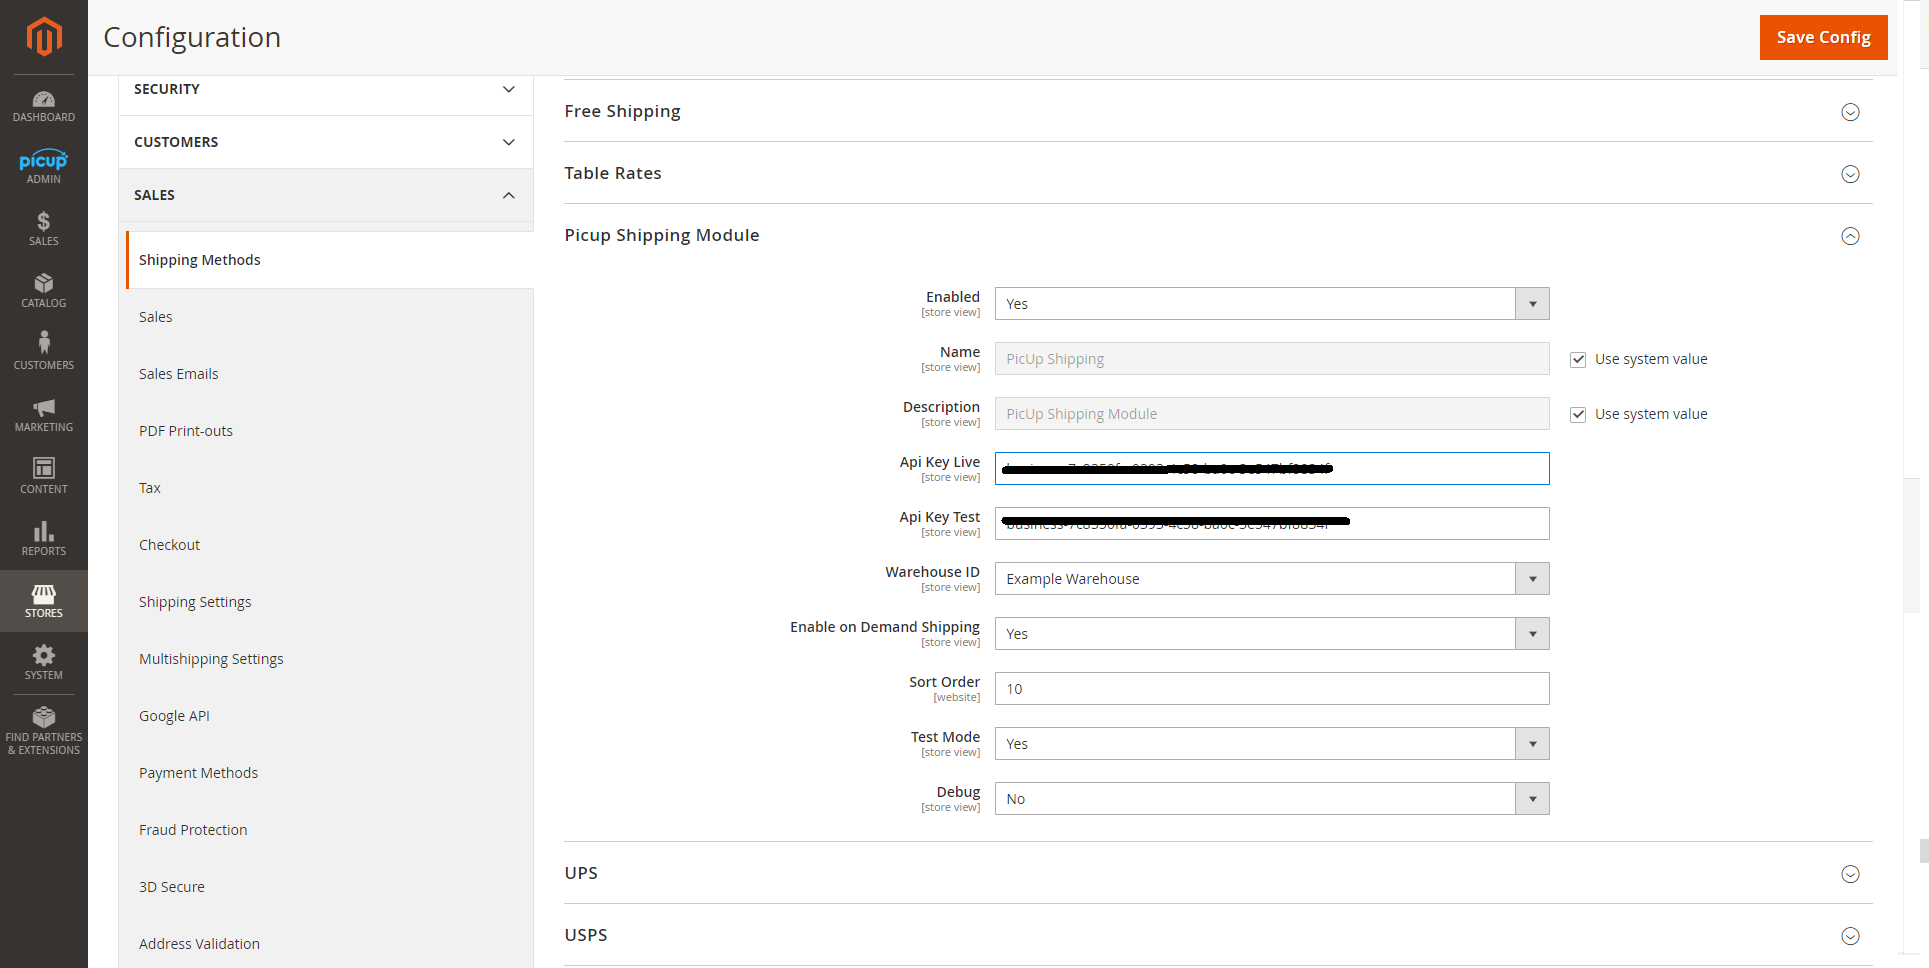 Configuration
Save Config
DASHBOARD
picup
ADMIN
SALES
CATALOG
CUSTOMERS
MARKETING
CONTENT
REPORTS
STORES
SYSTEM
FIND PARTNERS
& EXTENSIONS
SECURITY
CUSTOMERS
SALES
Shipping Methods
Sales
Sales Emails
PDF Print-outs
Tax
Checkout
Shipping Settings
Multishipping Settings
Google API
Payment Methods
Fraud Protection
3D Secure
Address Validation
Free Shipping
Table Rates
Picup Shipping Module
Enabled
[store view]
Yes
Name
[store view]
PicUp Shipping
Use system value
Description
[store view]
PicUp Shipping Module
Use system value
Api Key Live
[store view]
Api Key Test
[store view]
Warehouse ID
[store view]
Example Warehouse
Enable on Demand Shipping
[store view]
Yes
Sort Order
[website]
10
Test Mode
[store view]
Yes
Debug
[store view]
No
UPS
USPS